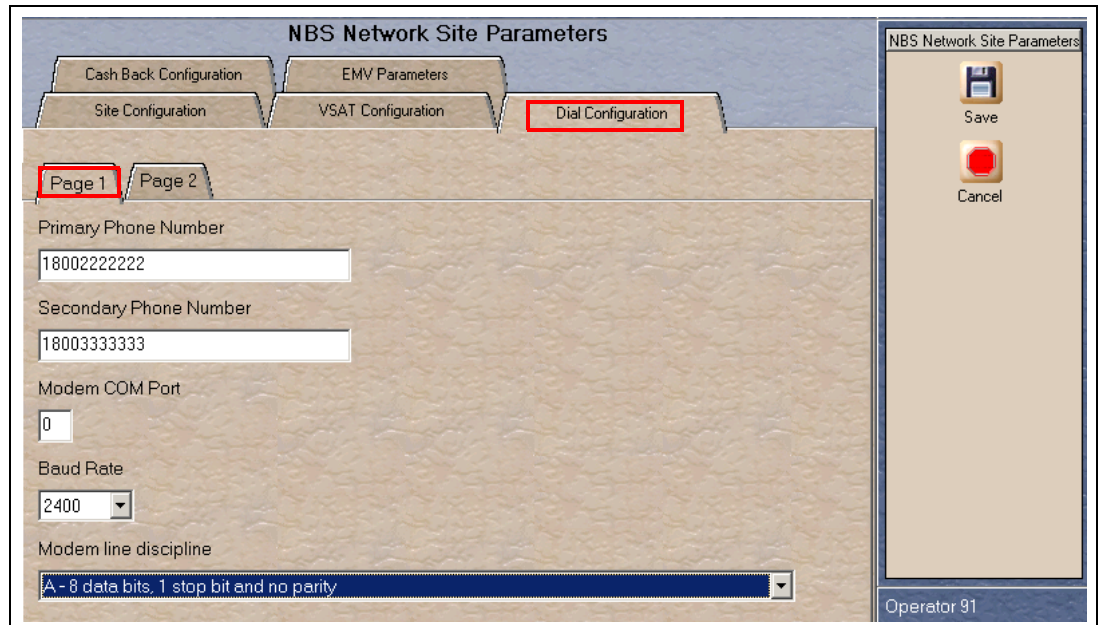 NBS Network Site Parameters
Cash Back Configuration
EMV Parameters
Site Configuration
VSAT Configuration
Dial Configuration
Page 1
Page 2
Primary Phone Number
18002222222
Secondary Phone Number
18003333333
Modem COM Port
0
Baud Rate
2400
Modem line discipline
A - 8 data bits, 1 stop bit and no parity
NBS Network Site Parameters
Save
Cancel
Operator 91